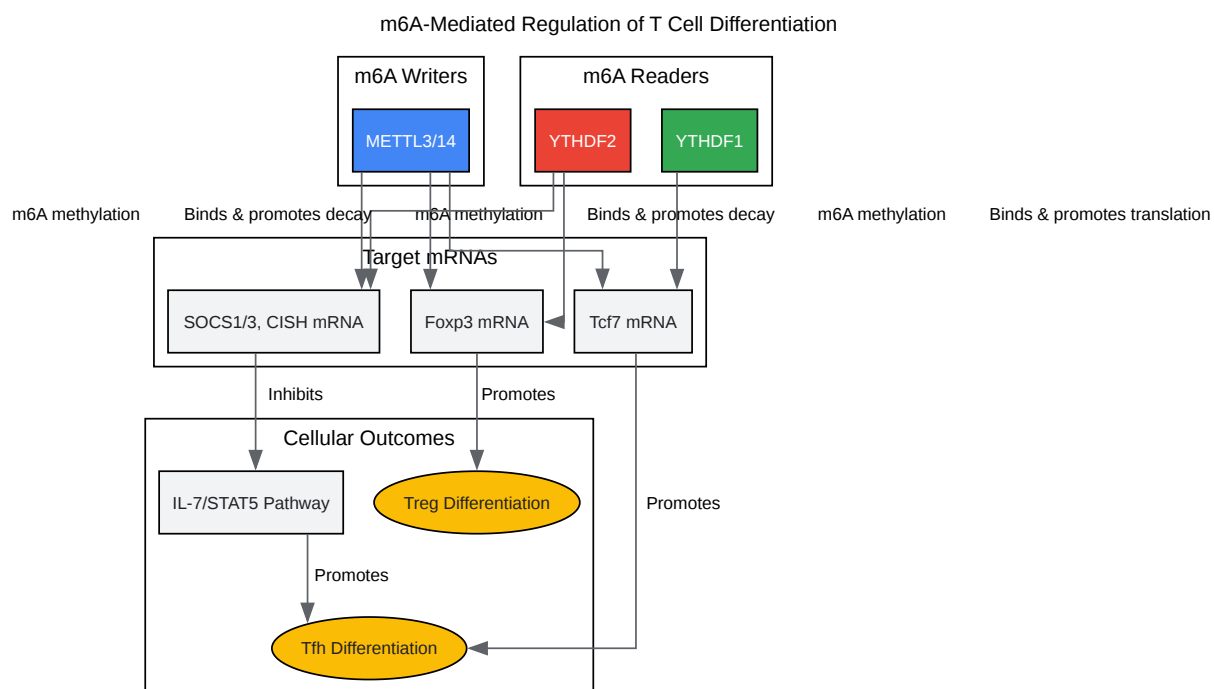 m6A-Mediated Regulation of T Cell Differentiation
m6A Writers
m6A Readers
METTL3/14
YTHDF2
YTHDF1
m6A methylation
Binds & promotes decay
m6A methylation
Binds & promotes decay
m6A methylation
Binds & promotes translation
Target mRNAs
SOCS1/3, CISH mRNA
Foxp3 mRNA
Tcf7 mRNA
Inhibits
Promotes
Cellular Outcomes
IL-7/STAT5 Pathway
Treg Differentiation
Promotes
Promotes
Tfh Differentiation